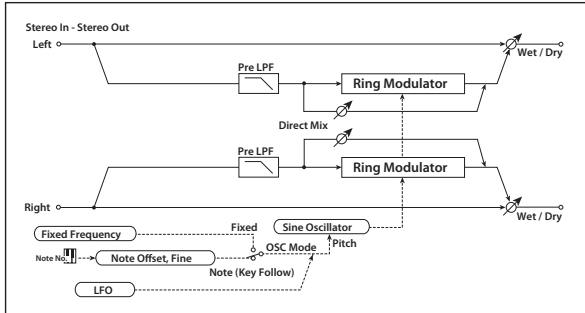 Stereo In - Stereo Out
Left
Wet / Dry
Pre LPF
Ring Modulator
Direct Mix
Pre LPF
Ring Modulator
Right
Wet / Dry
Fixed Frequency
Fixed
Sine Oscillator
OSC Mode
Pitch
Note No.
Note Offset, Fine
Note (Key Follow)
LFO